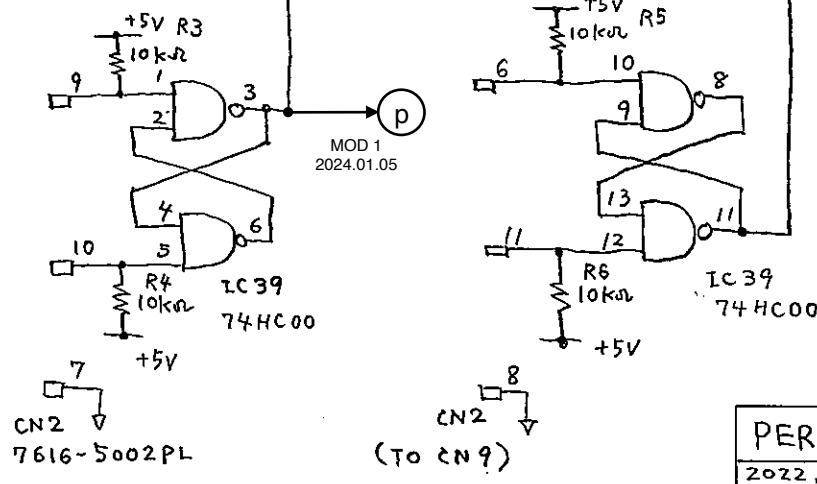 +5V R3
10kΩ
9
1
2
3
p
MOD 1
2024.01.05
4
5
6
10
R4
10kΩ
+5V
IC39
74HC00
7
CN2
7616-5002PL
+5V
R5
10kΩ
6
10
9
8
13
12
11
11
R6
10kΩ
+5V
IC39
74HC00
8
CN2
(TO CN9)
PER
2022.